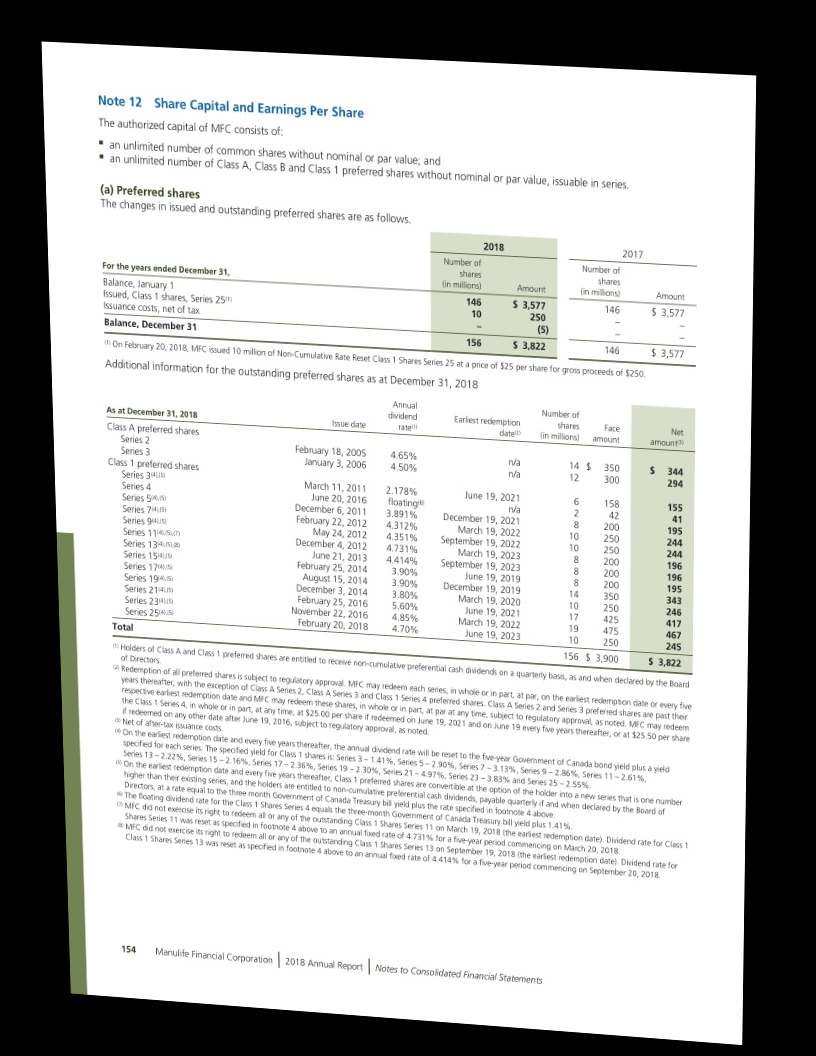 Note 12 Share Capital and Earnings Per Share
The authorized capital of MFC consists of:
▪ an unlimited number of common shares without nominal or par value; and
▪ an unlimited number of Class A, Class B and Class 1 preferred shares without nominal or par value, issuable in series.
(a) Preferred shares
The changes in issued and outstanding preferred shares are as follows.
2018 2017
For the years ended December 31, Number of shares (in millions) Amount Number of shares (in millions) Amount
Balance, January 1 146 $ 3,577 146 $ 3,577
Issued, Class 1 shares, Series 25(1) 10 250 – –
Issuance costs, net of tax – (5) – –
Balance, December 31 156 $ 3,822 146 $ 3,577
(1) On February 20, 2018, MFC issued 10 million of Non-Cumulative Rate Reset Class 1 Shares Series 25 at a price of $25 per share for gross proceeds of $250.
Additional information for the outstanding preferred shares as at December 31, 2018
As at December 31, 2018 Issue date Annual dividend rate(1) Earliest redemption date(2) Number of shares (in millions) Face amount Net amount(3)
Class A preferred shares
Series 2 February 18, 2005 4.65% n/a 14 $ 350 $ 344
Series 3 January 3, 2006 4.50% n/a 12 300 294
Class 1 preferred shares
Series 3(4),(5) March 11, 2011 2.178% June 19, 2021 6 158 155
Series 4 June 20, 2016 floating(6) n/a 2 42 41
Series 5(4),(5) December 6, 2011 3.891% December 19, 2021 8 200 195
Series 7(4),(5) February 22, 2012 4.312% March 19, 2022 10 250 244
Series 9(4),(5) May 24, 2012 4.351% September 19, 2022 10 250 244
Series 11(4),(5),(7) December 4, 2012 4.731% March 19, 2023 8 200 196
Series 13(4),(5),(8) June 21, 2013 4.414% September 19, 2023 8 200 196
Series 15(4),(5) February 25, 2014 3.90% June 19, 2019 8 200 195
Series 17(4),(5) August 15, 2014 3.90% December 19, 2019 14 350 343
Series 19(4),(5) December 3, 2014 3.80% March 19, 2020 10 250 246
Series 21(4),(5) February 25, 2016 5.60% June 19, 2021 17 425 417
Series 23(4),(5) November 22, 2016 4.85% March 19, 2022 19 475 467
Series 25(4),(5) February 20, 2018 4.70% June 19, 2023 10 250 245
Total 156 $ 3,900 $ 3,822
(1) Holders of Class A and Class 1 preferred shares are entitled to receive non-cumulative preferential cash dividends on a quarterly basis, as and when declared by the Board
of Directors.
(2) Redemption of all preferred shares is subject to regulatory approval. MFC may redeem each series, in whole or in part, at par, on the earliest redemption date or every five
years thereafter, with the exception of Class A Series 2, Class A Series 3 and Class 1 Series 4 preferred shares. Class A Series 2 and Series 3 preferred shares are past their
respective earliest redemption date and MFC may redeem these shares, in whole or in part, at par at any time, subject to regulatory approval, as noted. MFC may redeem
the Class 1 Series 4, in whole or in part, at any time, at $25.00 per share if redeemed on June 19, 2021 and on June 19 every five years thereafter, or at $25.50 per share
if redeemed on any other date after June 19, 2016, subject to regulatory approval, as noted.
(3) Net of after-tax issuance costs.
(4) On the earliest redemption date and every five years thereafter, the annual dividend rate will be reset to the five-year Government of Canada bond yield plus a yield
specified for each series. The specified yield for Class 1 shares is: Series 3 – 1.41%, Series 5 – 2.90%, Series 7 – 3.13%, Series 9 – 2.86%, Series 11 – 2.61%,
Series 13 – 2.22%, Series 15 – 2.16%, Series 17 – 2.36%, Series 19 – 2.30%, Series 21 – 4.97%, Series 23 – 3.83% and Series 25 – 2.55%.
(5) On the earliest redemption date and every five years thereafter, Class 1 preferred shares are convertible at the option of the holder into a new series that is one number
higher than their existing series, and the holders are entitled to non-cumulative preferential cash dividends, payable quarterly if and when declared by the Board of
Directors, at a rate equal to the three month Government of Canada Treasury bill yield plus the rate specified in footnote 4 above.
(6) The floating dividend rate for the Class 1 Shares Series 4 equals the three-month Government of Canada Treasury bill yield plus 1.41%.
(7) MFC did not exercise its right to redeem all or any of the outstanding Class 1 Shares Series 11 on March 19, 2018 (the earliest redemption date). Dividend rate for Class 1
Shares Series 11 was reset as specified in footnote 4 above to an annual fixed rate of 4.731% for a five-year period commencing on March 20, 2018.
(8) MFC did not exercise its right to redeem all or any of the outstanding Class 1 Shares Series 13 on September 19, 2018 (the earliest redemption date). Dividend rate for
Class 1 Shares Series 13 was reset as specified in footnote 4 above to an annual fixed rate of 4.414% for a five-year period commencing on September 20, 2018.
154 Manulife Financial Corporation | 2018 Annual Report | Notes to Consolidated Financial Statements